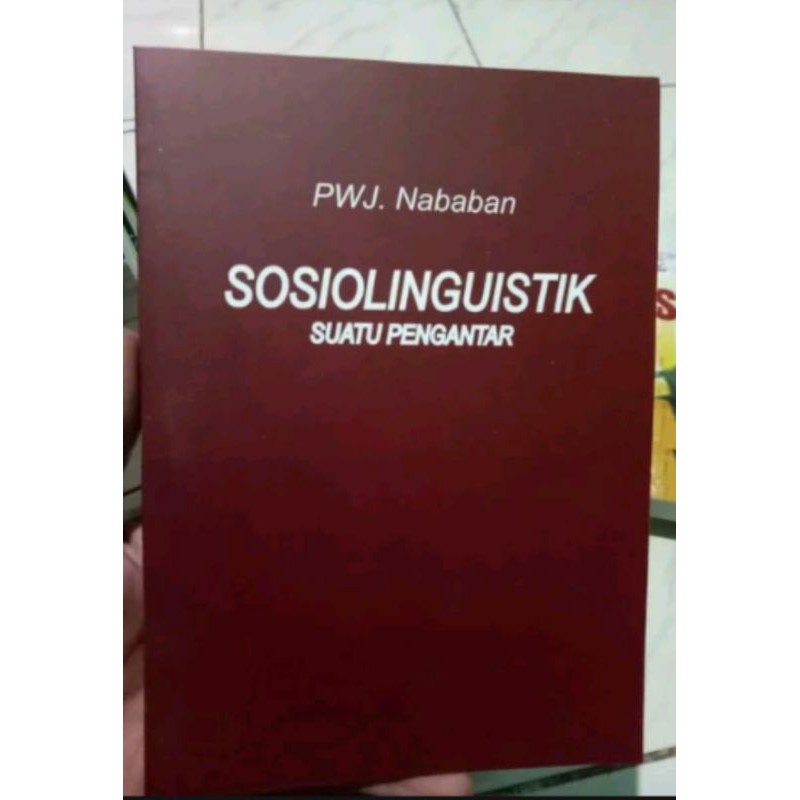 PWJ. Nababan
SOSIOLINGUISTIK
SUATU PENGANTAR
S